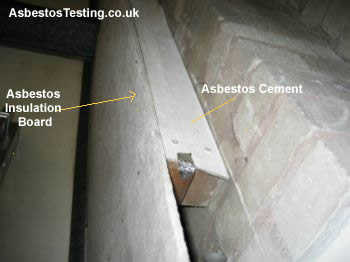 AsbestosTesting.co.uk
Asbestos
Insulation
Board
Asbestos Cement